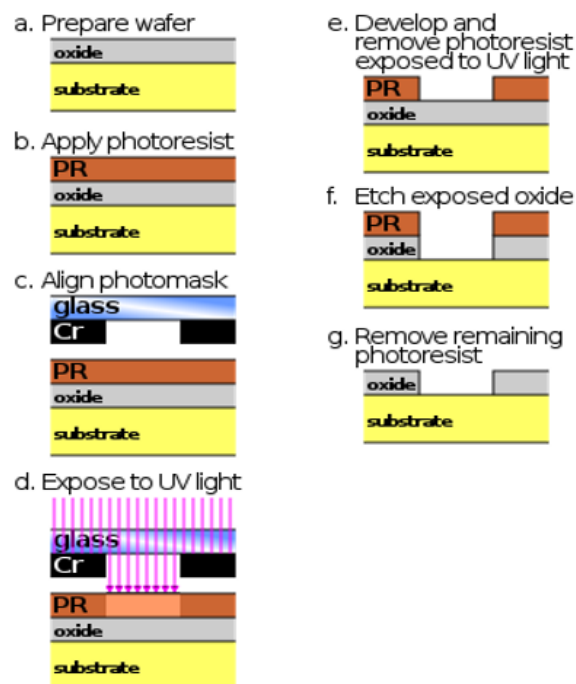 a. Prepare wafer
oxide
substrate
b. Apply photoresist
PR
oxide
substrate
c. Align photomask
glass
Cr
PR
oxide
substrate
d. Expose to UV light
glass
Cr
PR
oxide
substrate
e. Develop and
remove photoresist
exposed to UV light
PR
oxide
substrate
f. Etch exposed oxide
PR
oxide
substrate
g. Remove remaining
photoresist
oxide
substrate